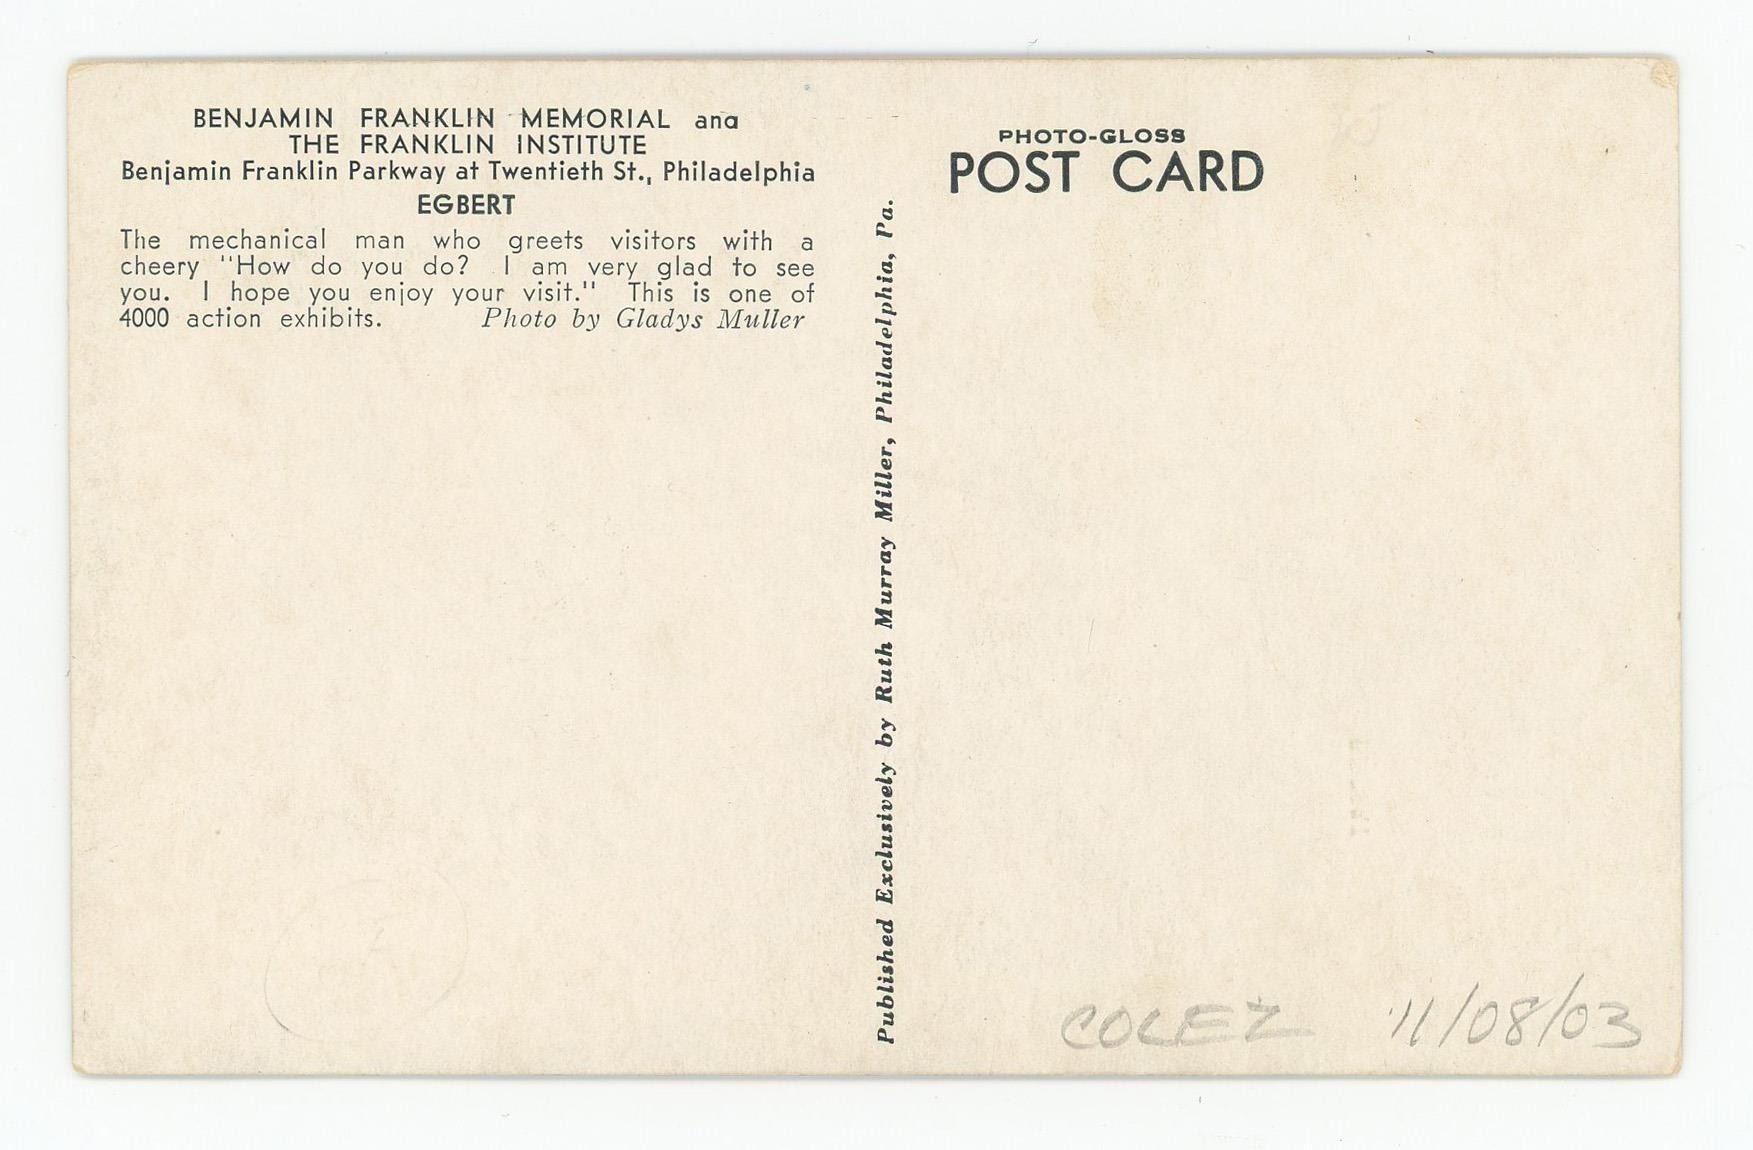 BENJAMIN FRANKLIN MEMORIAL and
THE FRANKLIN INSTITUTE
Benjamin Franklin Parkway at Twentieth St., Philadelphia
EGBERT
The mechanical man who greets visitors with a
cheery "How do you do? I am very glad to see
you. I hope you enjoy your visit." This is one of
4000 action exhibits. Photo by Gladys Muller
Published Exclusively by Ruth Murray Miller, Philadelphia, Pa.
PHOTO-GLOSS
POST CARD
COLEZ 11/08/03